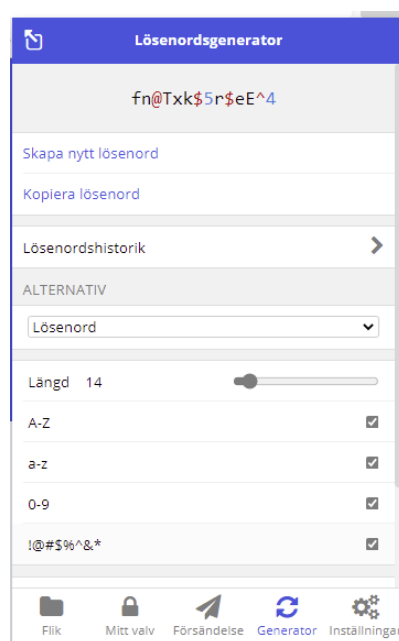 Lösenordsgenerator
fn@Txk$5r$eE^4
Skapa nytt lösenord
Kopiera lösenord
Lösenordshistorik
ALTERNATIV
Lösenord
Längd 14
A-Z
a-z
0-9
!@#$%^&*
Flik Mitt valv Försändelse Generator Inställningar